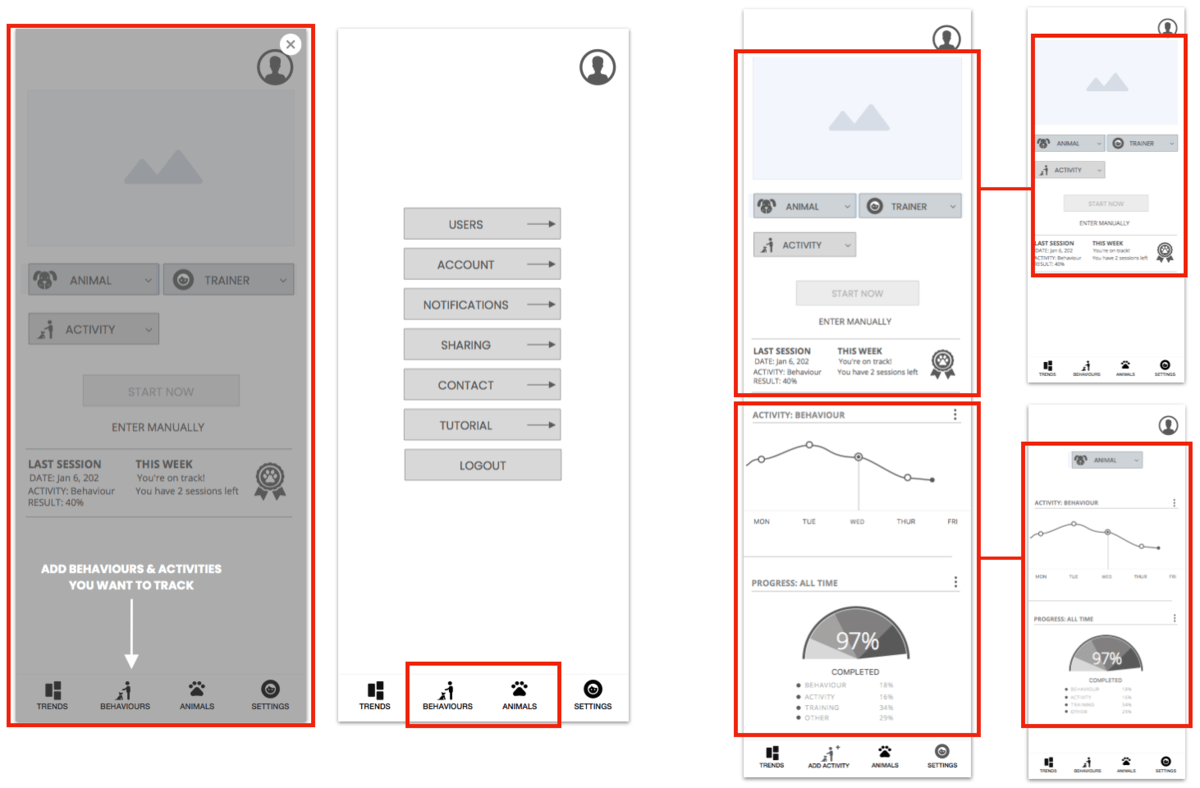 ANIMAL
TRAINER
ACTIVITY
START NOW
ENTER MANUALLY
LAST SESSION
DATE: Jan 6, 202
ACTIVITY: Behaviour
RESULT: 40%
THIS WEEK
You're on track!
You have 2 sessions left
ADD BEHAVIOURS & ACTIVITIES
YOU WANT TO TRACK
TRENDS
BEHAVIOURS
ANIMALS
SETTINGS
USERS
ACCOUNT
NOTIFICATIONS
SHARING
CONTACT
TUTORIAL
LOGOUT
TRENDS
BEHAVIOURS
ANIMALS
SETTINGS
ANIMAL
TRAINER
ACTIVITY
START NOW
ENTER MANUALLY
LAST SESSION
DATE: Jan 6, 202
ACTIVITY: Behaviour
RESULT: 40%
THIS WEEK
You're on track!
You have 2 sessions left
ACTIVITY: BEHAVIOUR
MON TUE WED THUR FRI
PROGRESS: ALL TIME
97%
COMPLETED
BEHAVIOUR 18%
ACTIVITY 16%
TRAINING 34%
OTHER 29%
TRENDS
ADD ACTIVITY
ANIMALS
SETTINGS
ANIMAL
TRAINER
ACTIVITY
START NOW
ENTER MANUALLY
LAST SESSION
DATE: Jan 6, 202
ACTIVITY: Behaviour
RESULT: 40%
THIS WEEK
You're on track!
You have 2 sessions left
TRENDS
BEHAVIOURS
ANIMALS
SETTINGS
ANIMAL
ACTIVITY: BEHAVIOUR
MON TUE WED THUR FRI
PROGRESS: ALL TIME
97%
COMPLETED
BEHAVIOUR 18%
ACTIVITY 16%
TRAINING 34%
OTHER 29%
TRENDS
BEHAVIOURS
ANIMALS
SETTINGS